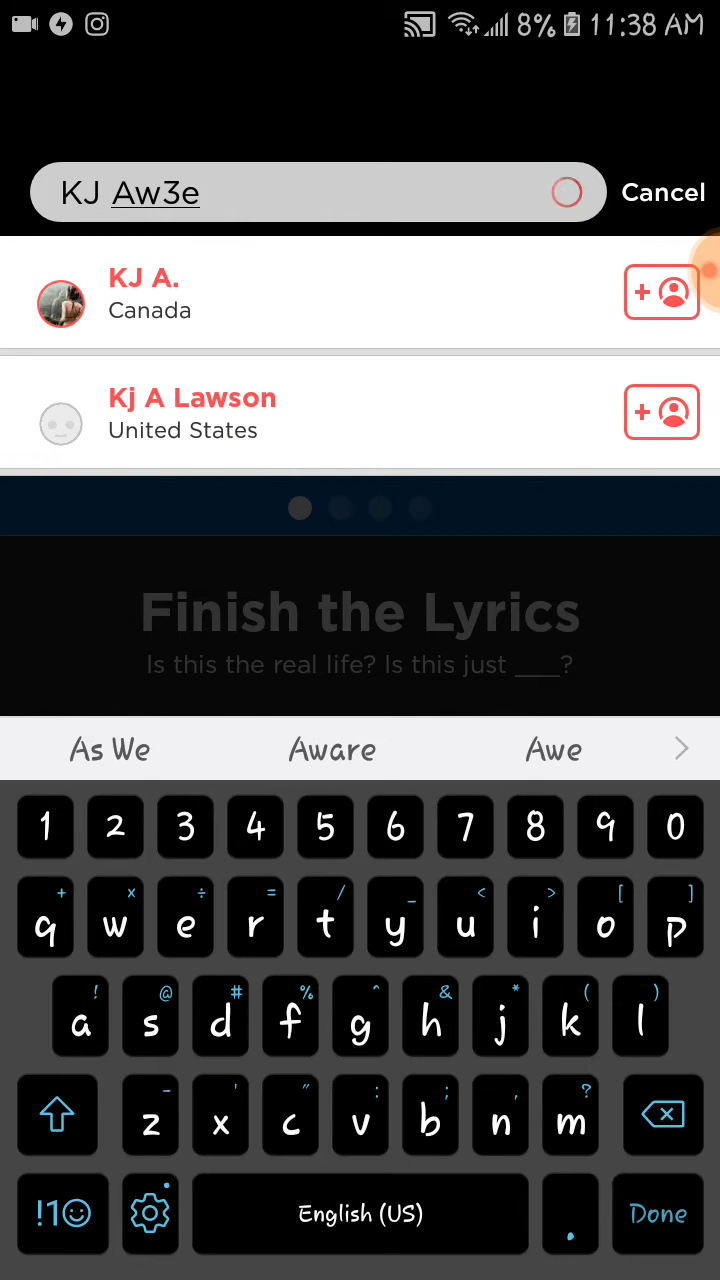 8% 11:38 AM
KJ Aw3e Cancel
KJ A.
Canada
+
Kj A Lawson
United States
+
Finish the Lyrics
Is this the real life? Is this just ____?
As We Aware Awe
1 2 3 4 5 6 7 8 9 0
+ × ÷ = / _ < > [ ]
q w e r t y u i o p
! @ # % ^ & * ( )
a s d f g h j k l
- ' " : ; , ?
z x c v b n m
!1☺ English (US) . Done